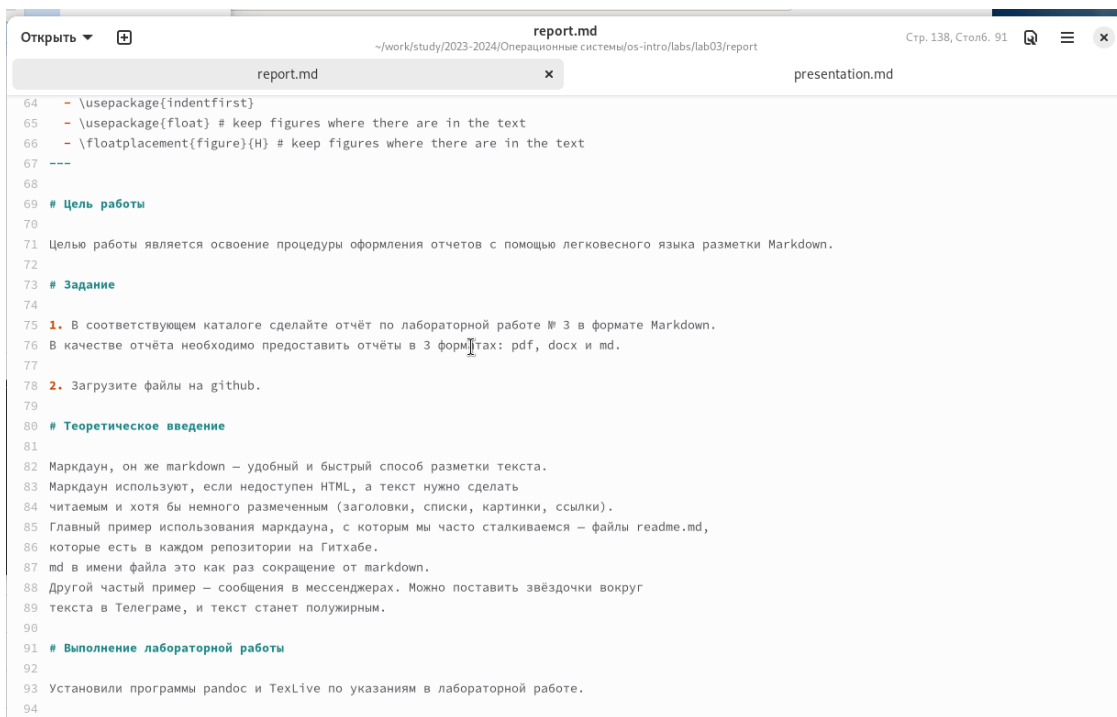 Открыть
report.md
~/work/study/2023-2024/Операционные системы/os-intro/labs/lab03/report
Стр. 138, Столб. 91
report.md
presentation.md
64 - \usepackage{indentfirst}
65 - \usepackage{float} # keep figures where there are in the text
66 - \floatplacement{figure}{H} # keep figures where there are in the text
67 ---
68
69 # Цель работы
70
71 Целью работы является освоение процедуры оформления отчетов с помощью легковесного языка разметки Markdown.
72
73 # Задание
74
75 1. В соответствующем каталоге сделайте отчёт по лабораторной работе № 3 в формате Markdown.
76 В качестве отчёта необходимо предоставить отчёты в 3 форматах: pdf, docx и md.
77
78 2. Загрузите файлы на github.
79
80 # Теоретическое введение
81
82 Маркдаун, он же markdown — удобный и быстрый способ разметки текста.
83 Маркдаун используют, если недоступен HTML, а текст нужно сделать
84 читаемым и хотя бы немного размеченным (заголовки, списки, картинки, ссылки).
85 Главный пример использования маркдауна, с которым мы часто сталкиваемся — файлы readme.md,
86 которые есть в каждом репозитории на Гитхабе.
87 md в имени файла это как раз сокращение от markdown.
88 Другой частый пример — сообщения в мессенджерах. Можно поставить звёздочки вокруг
89 текста в Телеграме, и текст станет полужирным.
90
91 # Выполнение лабораторной работы
92
93 Установили программы pandoc и TexLive по указаниям в лабораторной работе.
94